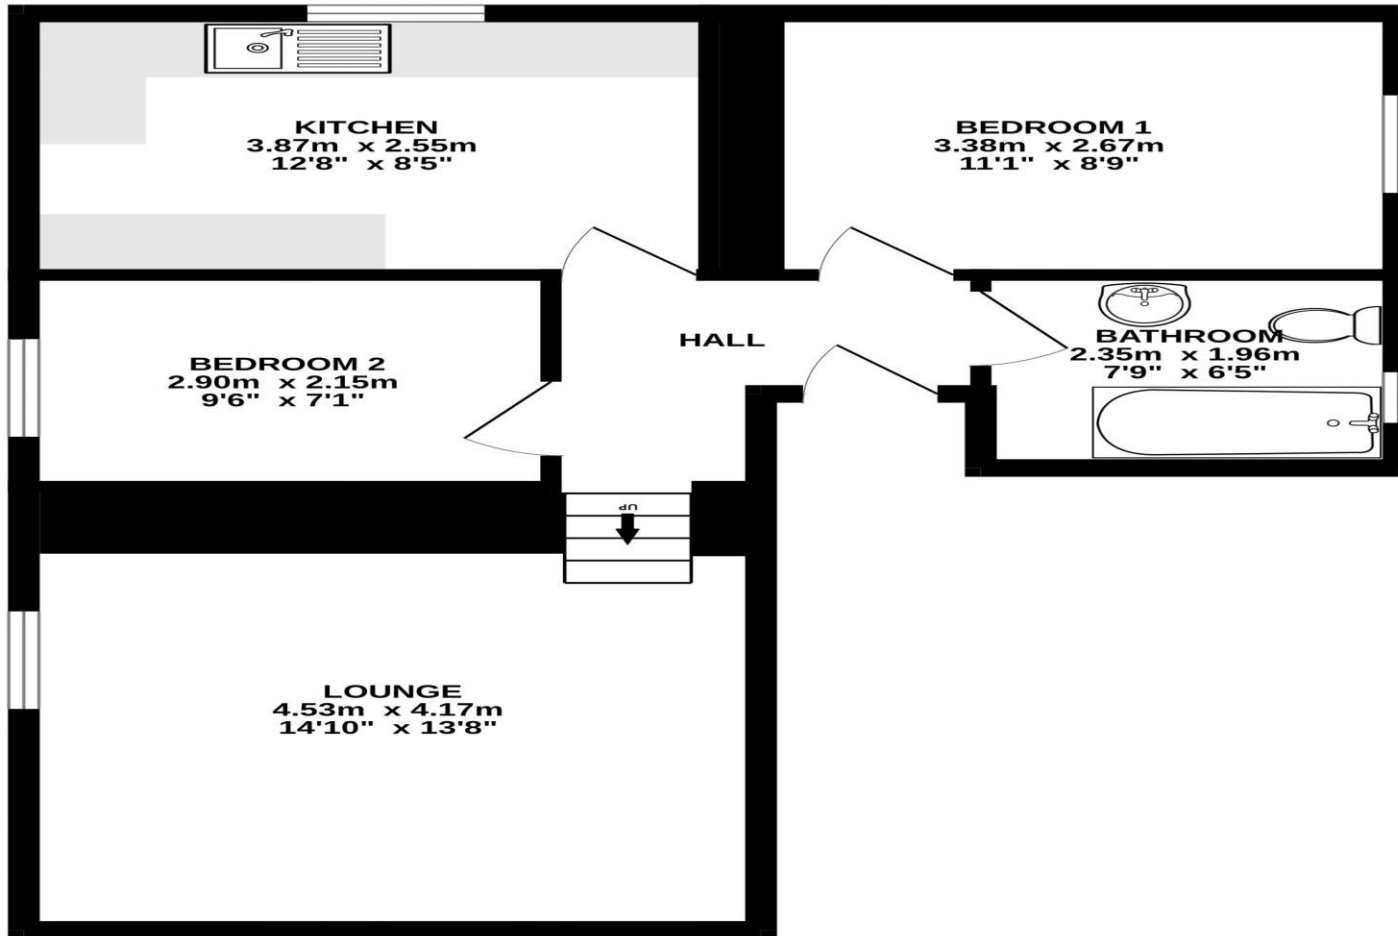 KITCHEN
3.87m x 2.55m
12'8" x 8'5"
BEDROOM 1
3.38m x 2.67m
11'1" x 8'9"
HALL
BATHROOM
2.35m x 1.96m
7'9" x 6'5"
BEDROOM 2
2.90m x 2.15m
9'6" x 7'1"
UP
LOUNGE
4.53m x 4.17m
14'10" x 13'8"